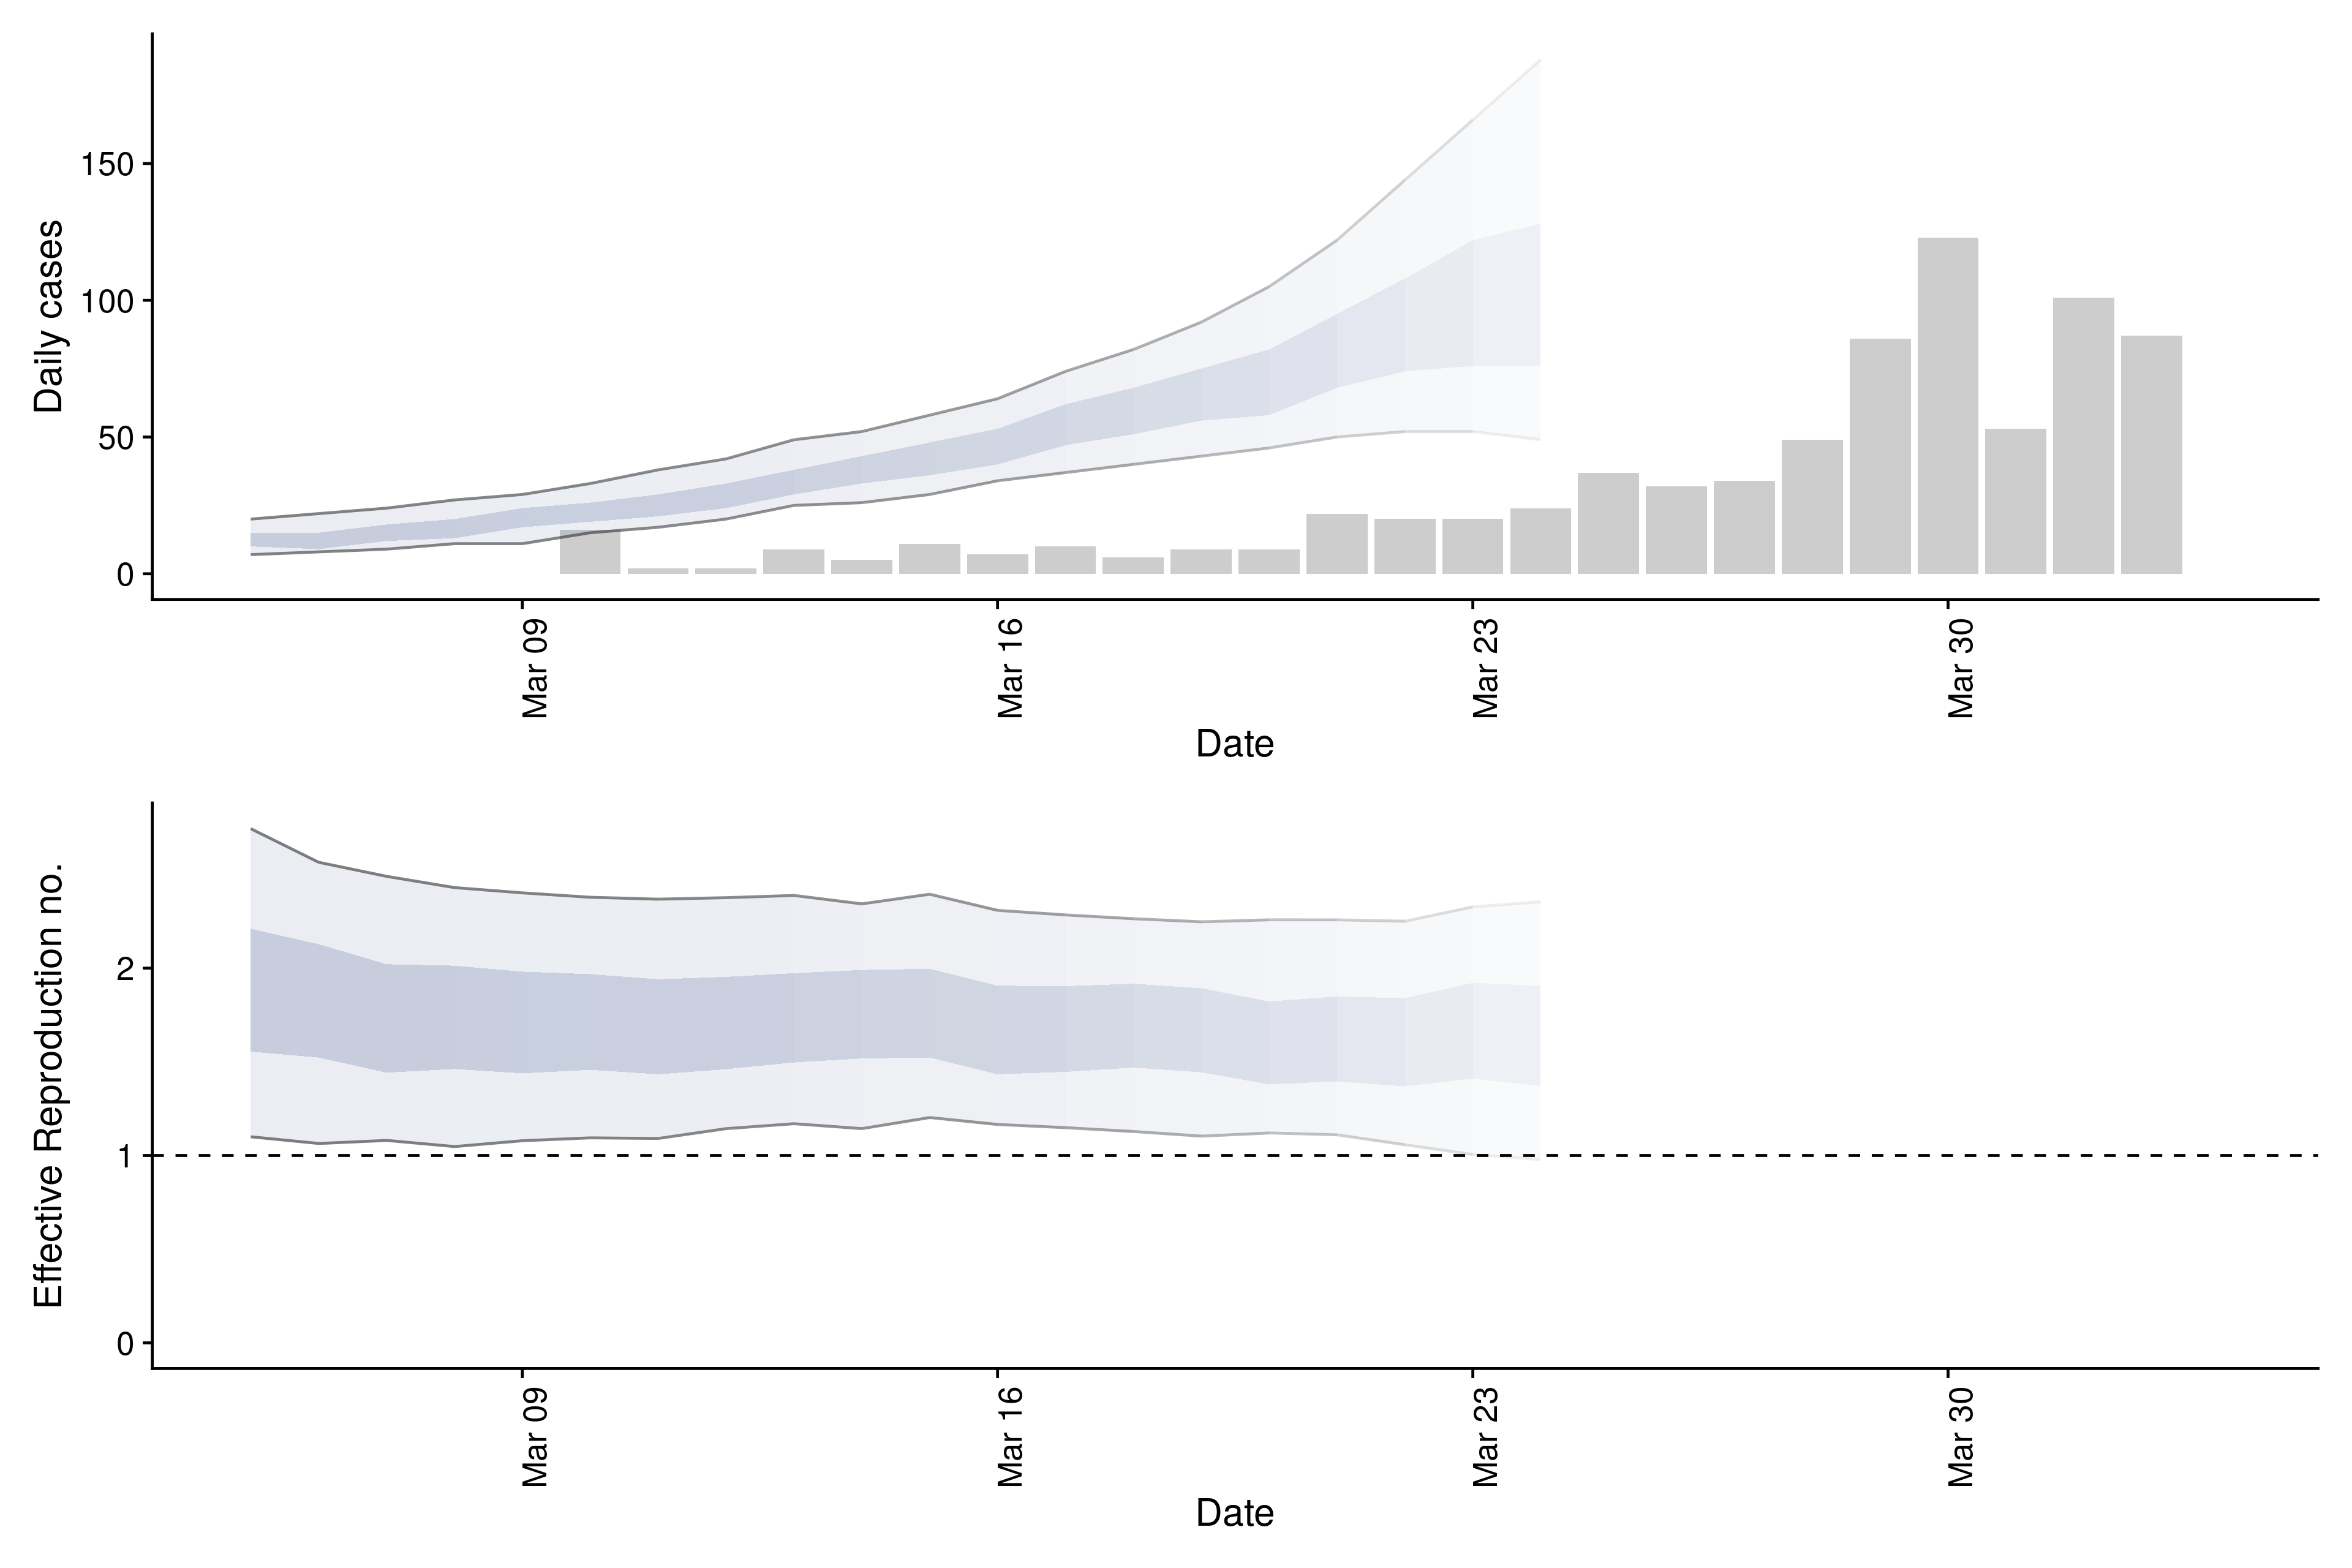 Daily cases
150
100
50
0
Mar 09
Mar 16
Mar 23
Mar 30
Date
Effective Reproduction no.
2
1
0
Mar 09
Mar 16
Mar 23
Mar 30
Date